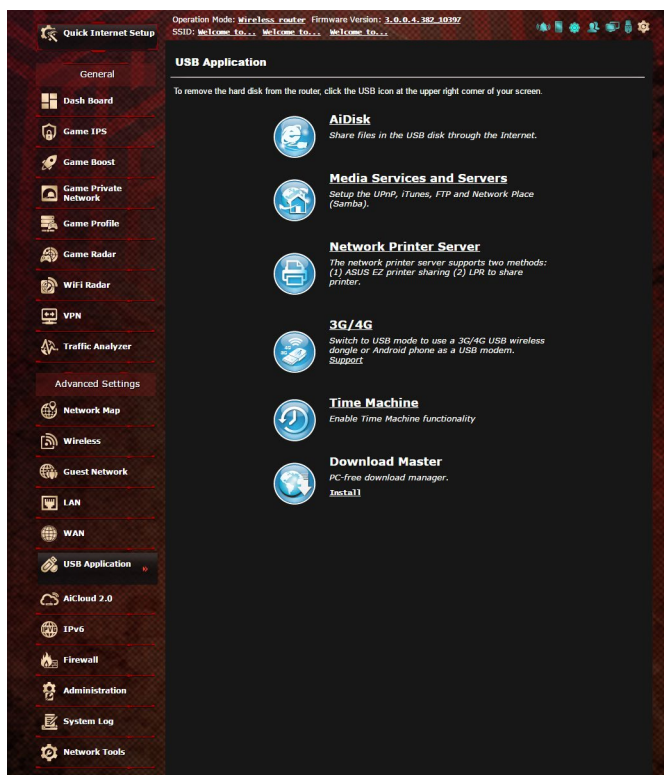 Quick Internet Setup
General
Dash Board
Game IPS
Game Boost
Game Private
Network
Game Profile
Game Radar
WiFi Radar
VPN
Traffic Analyzer
Advanced Settings
Network Map
Wireless
Guest Network
LAN
WAN
USB Application
AiCloud 2.0
IPv6
Firewall
Administration
System Log
Network Tools
Operation Mode: Wireless router Firmware Version: 3.0.0.4.382_10397
SSID: Welcome to... Welcome to... Welcome to...
USB Application
To remove the hard disk from the router, click the USB icon at the upper right corner of your screen.
AiDisk
Share files in the USB disk through the Internet.
Media Services and Servers
Setup the UPnP, iTunes, FTP and Network Place
(Samba).
Network Printer Server
The network printer server supports two methods:
(1) ASUS EZ printer sharing (2) LPR to share
printer.
3G/4G
Switch to USB mode to use a 3G/4G USB wireless
dongle or Android phone as a USB modem.
Support
Time Machine
Enable Time Machine functionality
Download Master
PC-free download manager.
Install